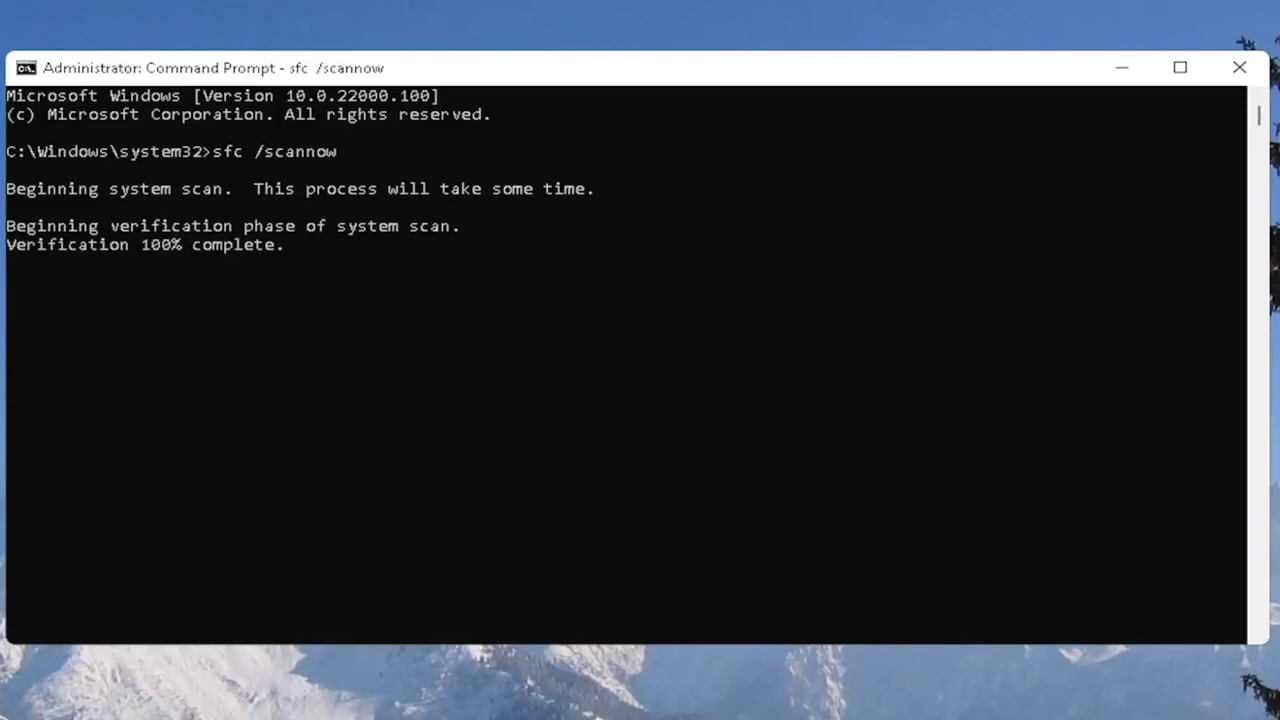 Administrator: Command Prompt - sfc  /scannow
Microsoft Windows [Version 10.0.22000.100]
(c) Microsoft Corporation. All rights reserved.
C:\Windows\system32>sfc /scannow
Beginning system scan.  This process will take some time.
Beginning verification phase of system scan.
Verification 100% complete.